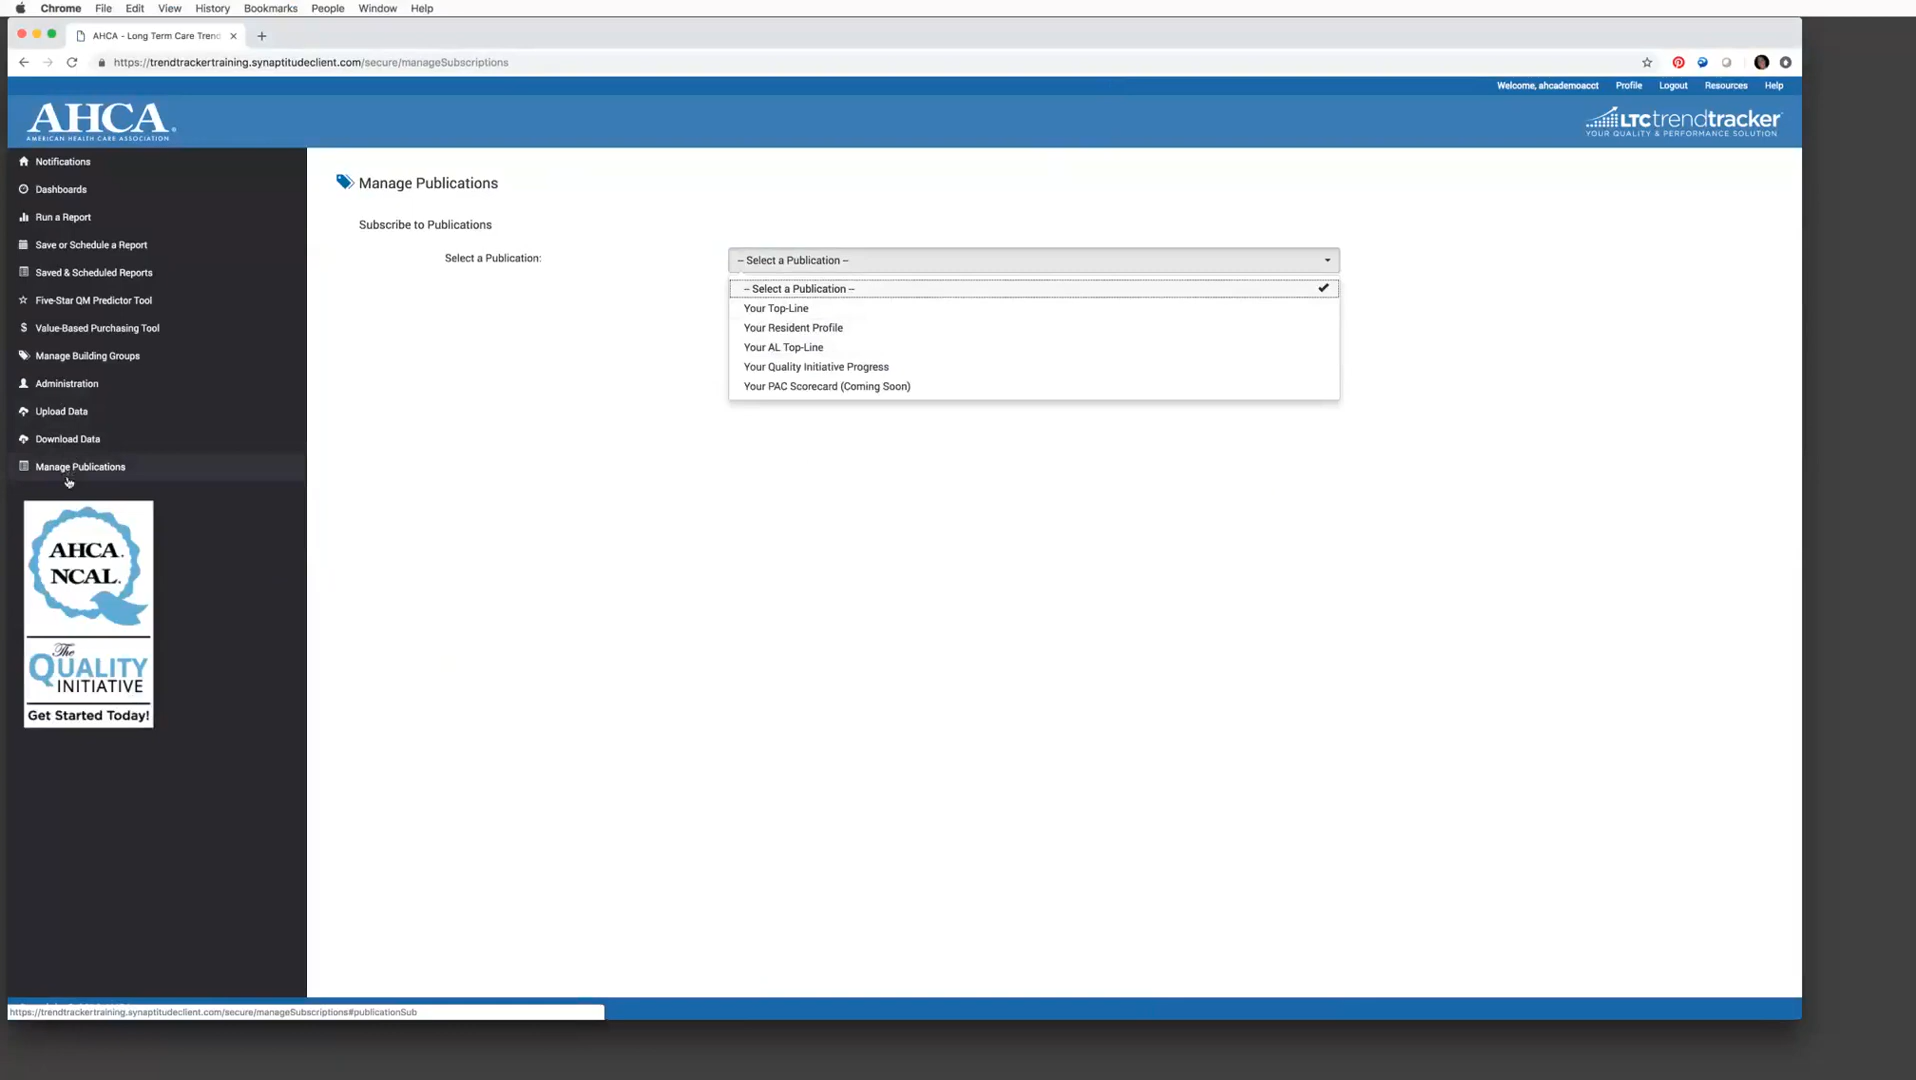 Chrome File Edit View History Bookmarks People Window Help
AHCA - Long Term Care Trend
https://trendtrackertraining.synaptitudeclient.com/secure/manageSubscriptions
Welcome, ahcademoacct Profile Logout Resources Help
AHCA
AMERICAN HEALTH CARE ASSOCIATION
LTCtrendtracker
YOUR QUALITY & PERFORMANCE SOLUTION
Notifications
Dashboards
Run a Report
Save or Schedule a Report
Saved & Scheduled Reports
Five-Star QM Predictor Tool
Value-Based Purchasing Tool
Manage Building Groups
Administration
Upload Data
Download Data
Manage Publications
AHCA.
NCAL.
The
QUALITY
INITIATIVE
Get Started Today!
Manage Publications
Subscribe to Publications
Select a Publication:
-- Select a Publication --
-- Select a Publication --
Your Top-Line
Your Resident Profile
Your AL Top-Line
Your Quality Initiative Progress
Your PAC Scorecard (Coming Soon)
https://trendtrackertraining.synaptitudeclient.com/secure/manageSubscriptions#publicationSub